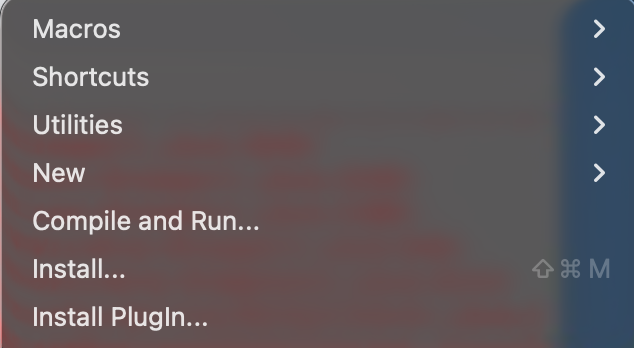 Macros
Shortcuts
Utilities
New
Compile and Run...
Install... ⇧⌘M
Install PlugIn...